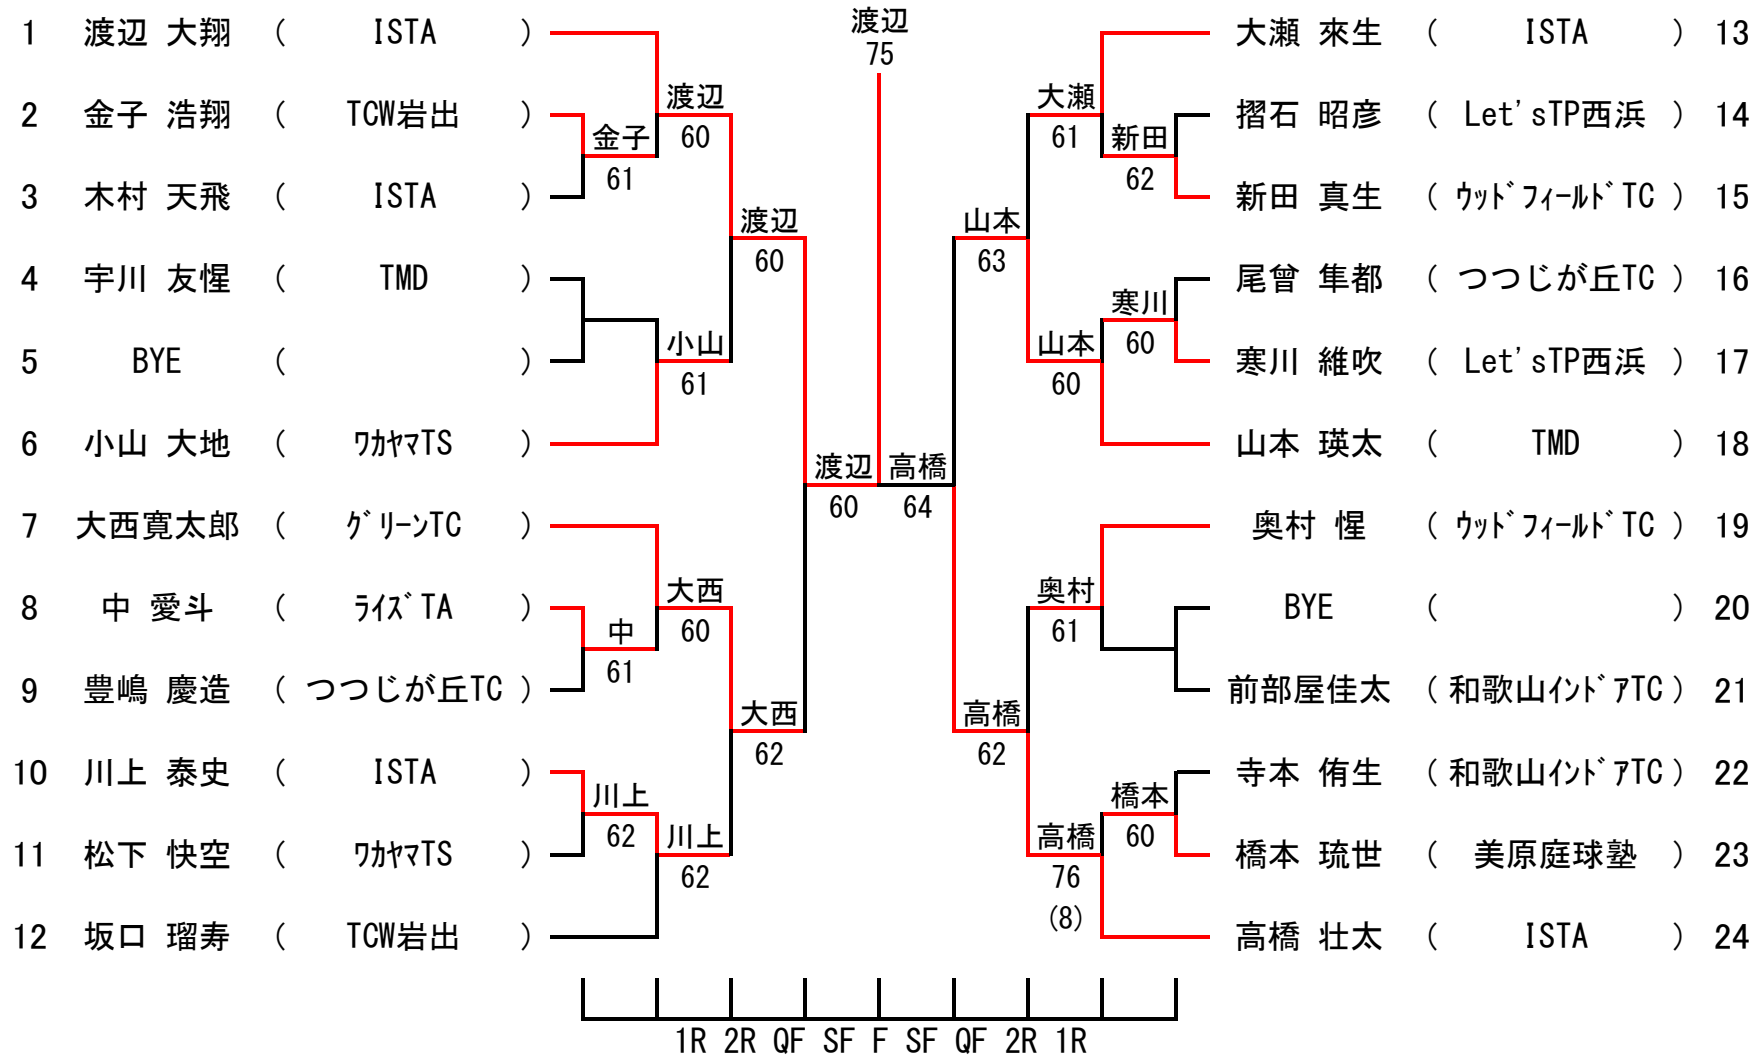 渡辺
75
1 渡辺 大翔 ( ISTA )
大瀬 來生 ( ISTA ) 13
渡辺
60
大瀬
61
2 金子 浩翔 ( TCW岩出 )
摺石 昭彦 ( Let'sTP西浜 ) 14
金子
61
新田
62
3 木村 天飛 ( ISTA )
新田 真生 ( ｳｯﾄﾞﾌｨｰﾙﾄﾞTC ) 15
渡辺
60
山本
63
4 宇川 友惺 ( TMD )
尾曾 隼都 ( つつじが丘TC ) 16
寒川
60
小山
61
山本
60
5 BYE ( )
寒川 維吹 ( Let'sTP西浜 ) 17
6 小山 大地 ( ﾜｶﾔﾏTS )
山本 瑛太 ( TMD ) 18
渡辺
60
高橋
64
7 大西寛太郎 ( ｸﾞﾘｰﾝTC )
奥村 惺 ( ｳｯﾄﾞﾌｨｰﾙﾄﾞTC ) 19
大西
60
奥村
61
8 中 愛斗 ( ﾗｲｽﾞTA )
BYE ( ) 20
中
61
9 豊嶋 慶造 ( つつじが丘TC )
前部屋佳太 ( 和歌山ｲﾝﾄﾞｱTC ) 21
大西
62
高橋
62
10 川上 泰史 ( ISTA )
寺本 侑生 ( 和歌山ｲﾝﾄﾞｱTC ) 22
川上
62
橋本
60
川上
62
高橋
76
(8)
11 松下 快空 ( ﾜｶﾔﾏTS )
橋本 琉世 ( 美原庭球塾 ) 23
12 坂口 瑠寿 ( TCW岩出 )
高橋 壮太 ( ISTA ) 24
1R 2R QF SF F SF QF 2R 1R